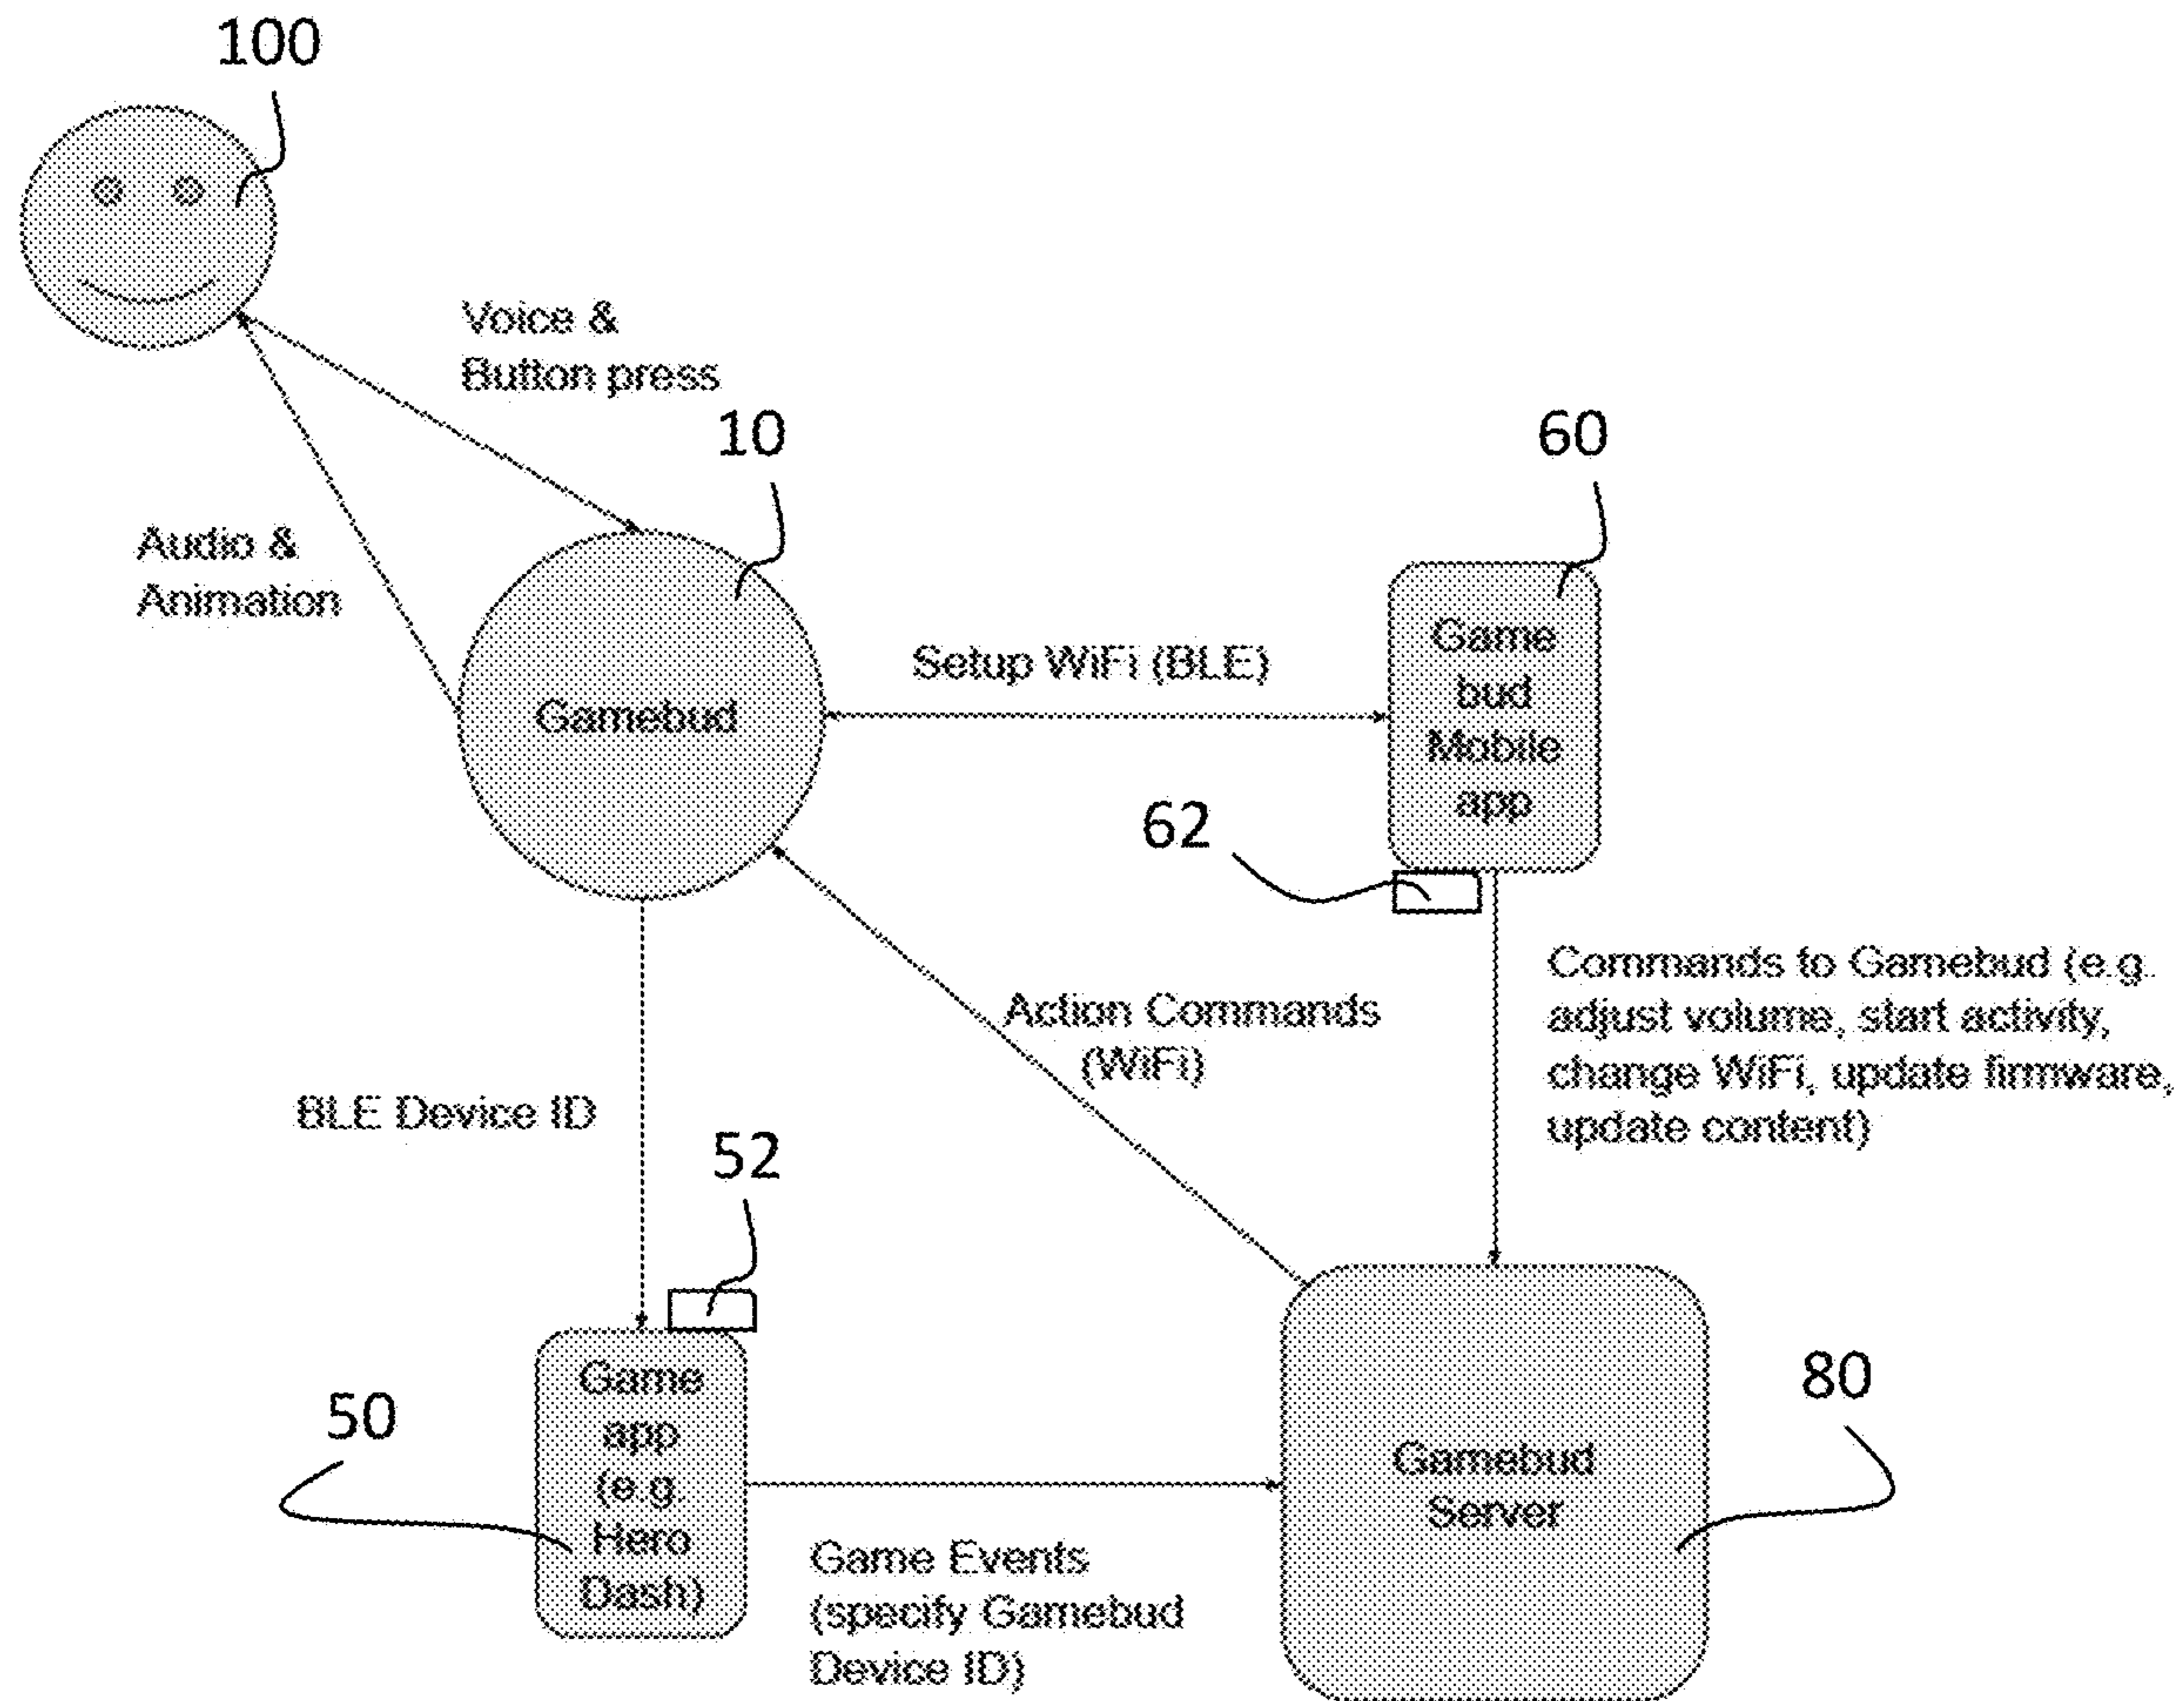 100
Voice &
Button press
10
60
Audio &
Animation
Setup WiFi (BLE)
Game
bud
Mobile
app
Gamebud
62
Commands to Gamebud (e.g.
adjust volume, start activity,
change WiFi, update firmware,
update content)
Action Commands
(WiFi)
BLE Device ID
52
Game
app
(e.g.
Hero
Dash)
50
80
Gamebud
Server
Game Events
(specify Gamebud
Device ID)